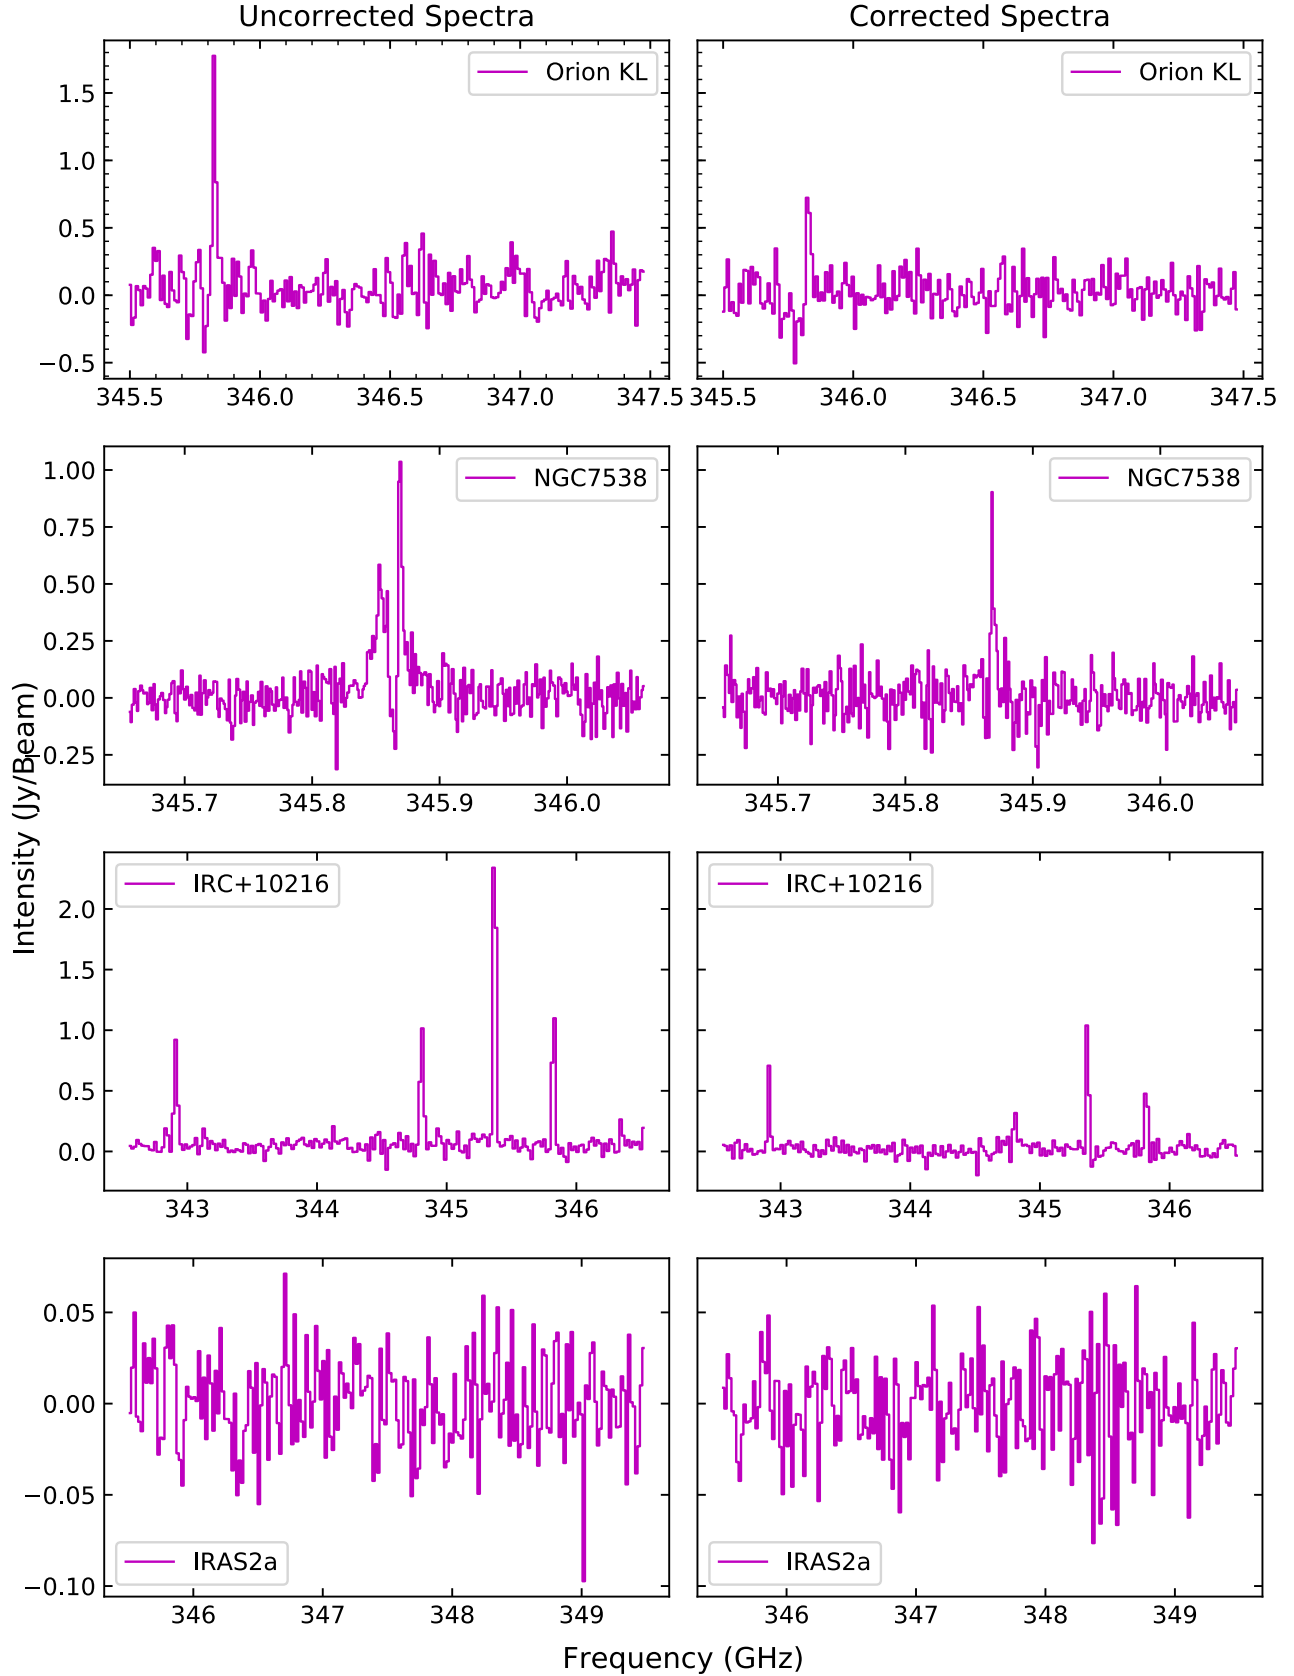 Uncorrected Spectra
Corrected Spectra
Orion KL
1.5
1.0
0.5
0.0
−0.5
345.5 346.0 346.5 347.0 347.5
Orion KL
345.5 346.0 346.5 347.0 347.5
NGC7538
1.00
0.75
0.50
0.25
0.00
−0.25
345.7 345.8 345.9 346.0
NGC7538
345.7 345.8 345.9 346.0
Intensity (Jy/Beam)
IRC+10216
2.0
1.5
1.0
0.5
0.0
343 344 345 346
IRC+10216
343 344 345 346
0.05
0.00
−0.05
−0.10
IRAS2a
346 347 348 349
IRAS2a
346 347 348 349
Frequency (GHz)